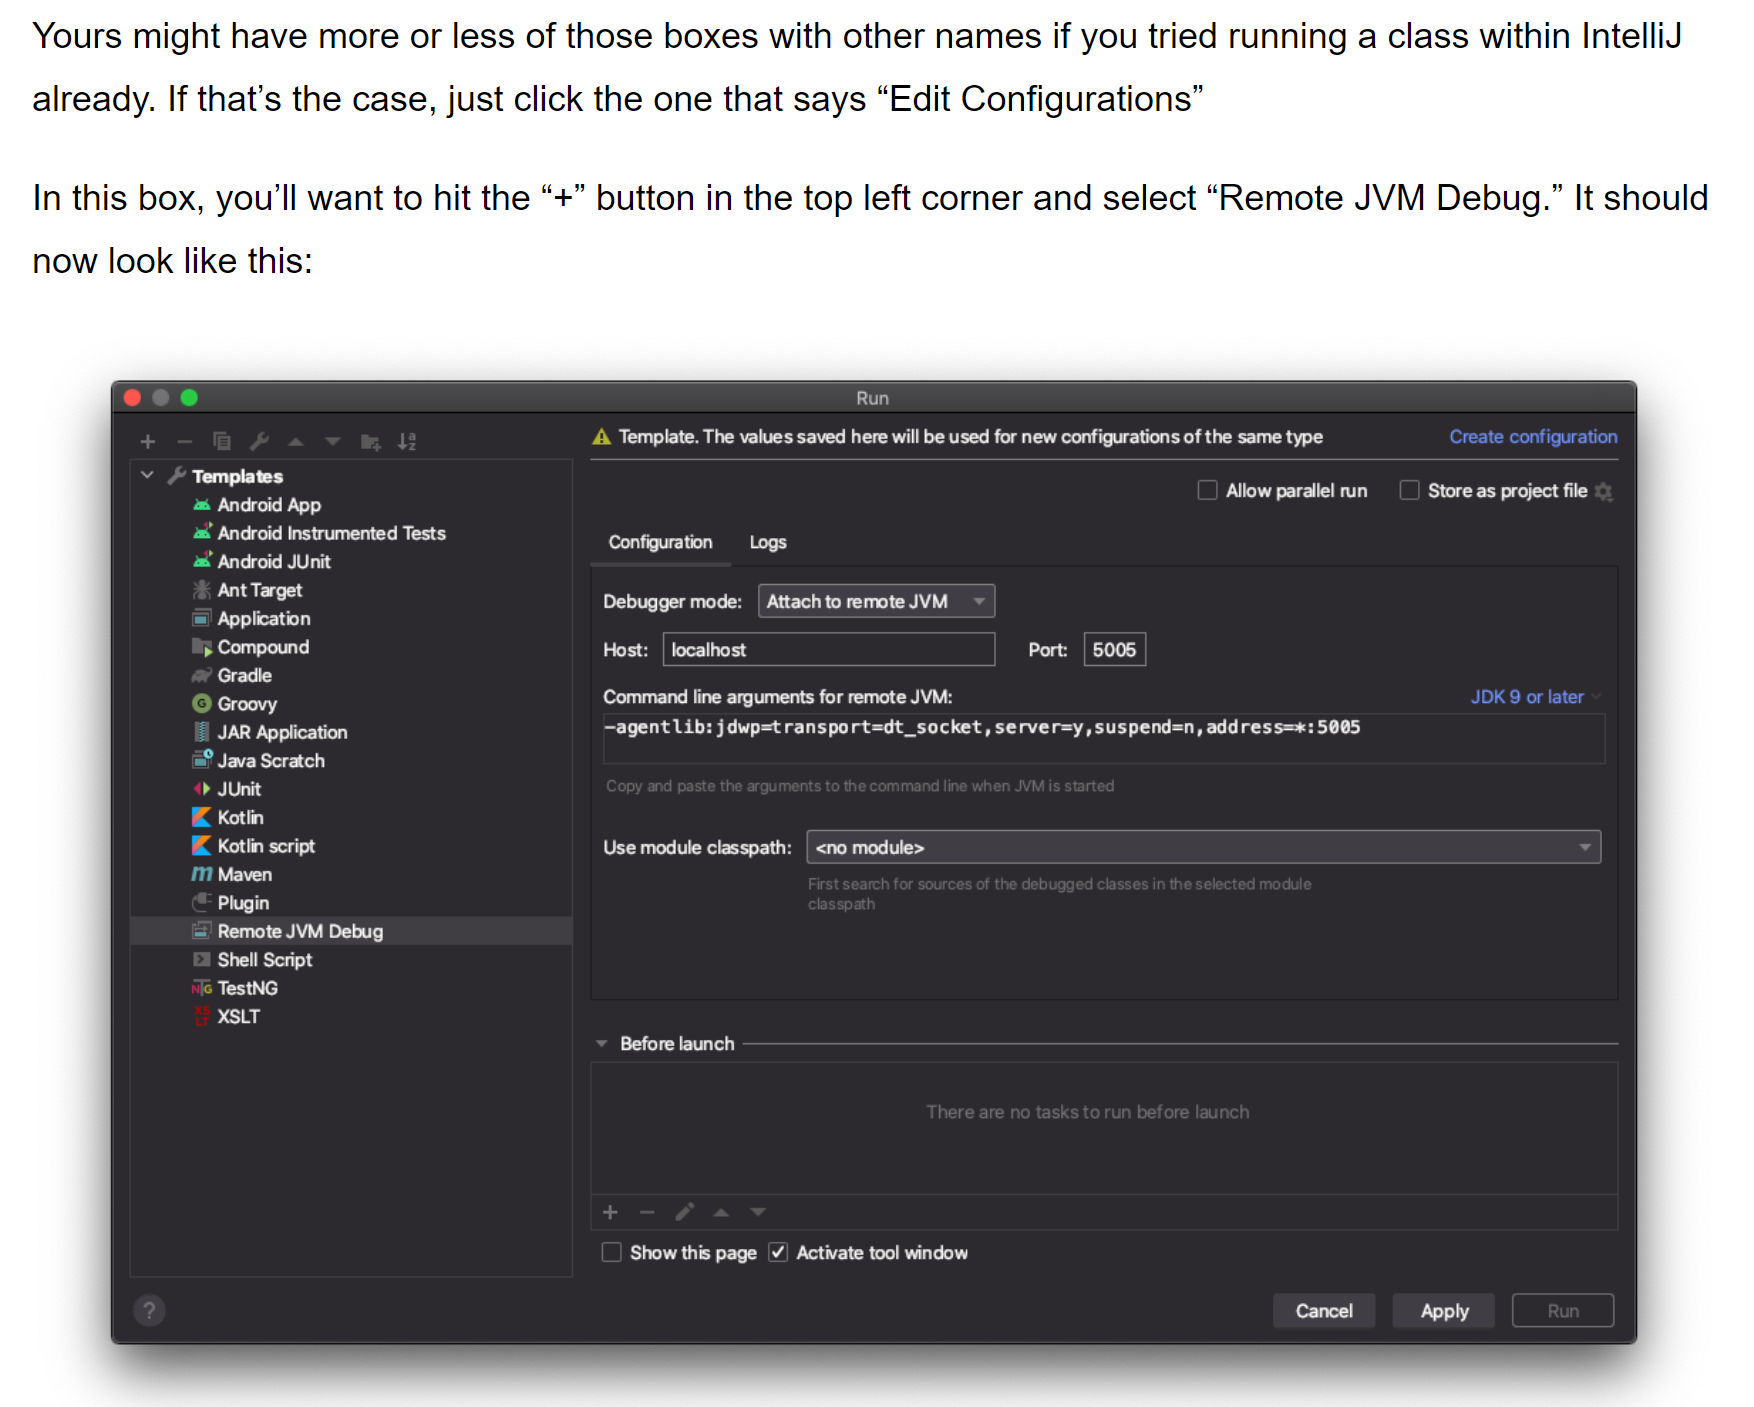 Yours might have more or less of those boxes with other names if you tried running a class within IntelliJ
already. If that’s the case, just click the one that says “Edit Configurations”
In this box, you’ll want to hit the “+” button in the top left corner and select “Remote JVM Debug.” It should
now look like this:
Run
Template. The values saved here will be used for new configurations of the same type Create configuration
Allow parallel run Store as project file
Templates
Android App
Android Instrumented Tests
Android JUnit
Ant Target
Application
Compound
Gradle
Groovy
JAR Application
Java Scratch
JUnit
Kotlin
Kotlin script
Maven
Plugin
Remote JVM Debug
Shell Script
TestNG
XSLT
Configuration Logs
Debugger mode: Attach to remote JVM
Host: localhost Port: 5005
Command line arguments for remote JVM: JDK 9 or later
-agentlib:jdwp=transport=dt_socket,server=y,suspend=n,address=*:5005
Copy and paste the arguments to the command line when JVM is started
Use module classpath: <no module>
First search for sources of the debugged classes in the selected module
classpath
Before launch
There are no tasks to run before launch
Show this page Activate tool window
? Cancel Apply Run